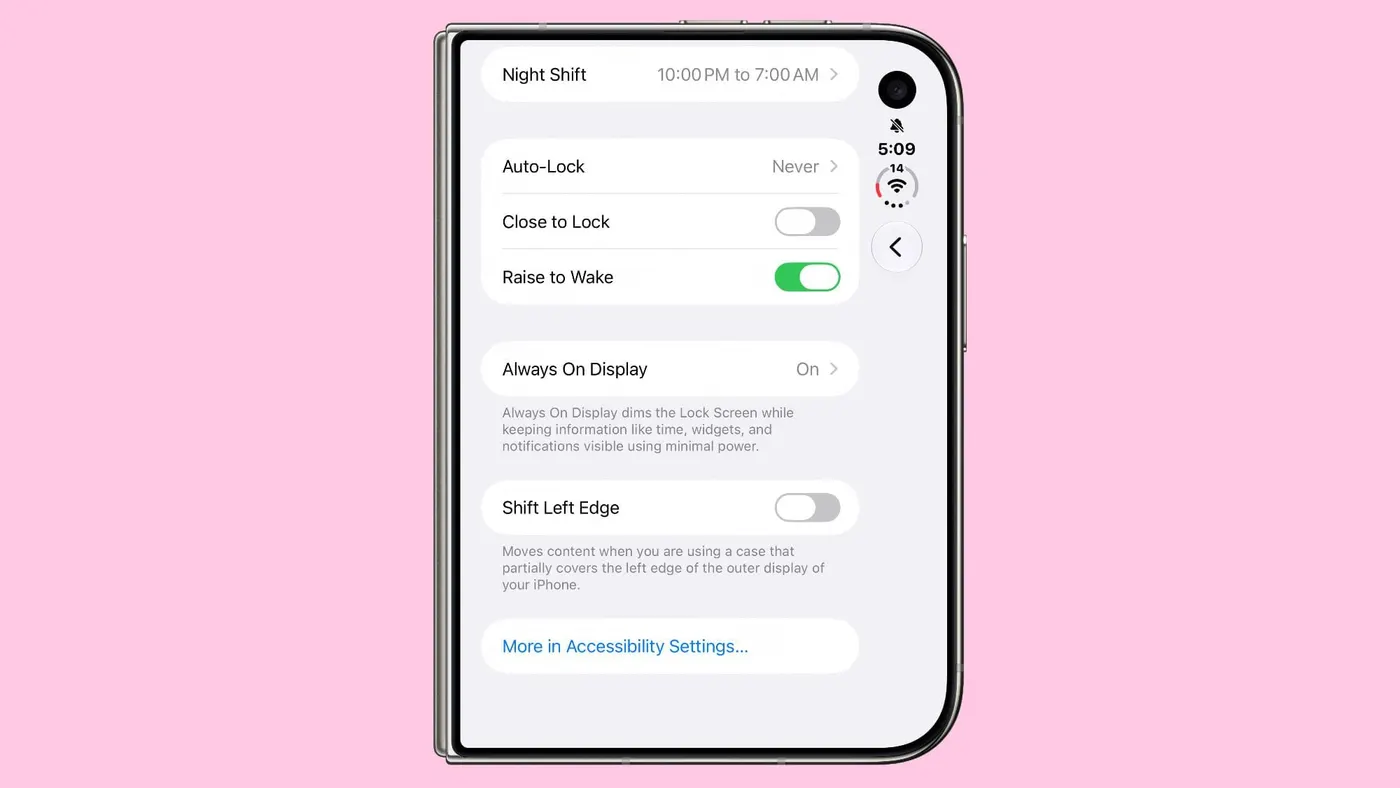 Night Shift 10:00 PM to 7:00 AM
5:09
14
Auto-Lock Never
Close to Lock
Raise to Wake
Always On Display On
Always On Display dims the Lock Screen while
keeping information like time, widgets, and
notifications visible using minimal power.
Shift Left Edge
Moves content when you are using a case that
partially covers the left edge of the outer display of
your iPhone.
More in Accessibility Settings...